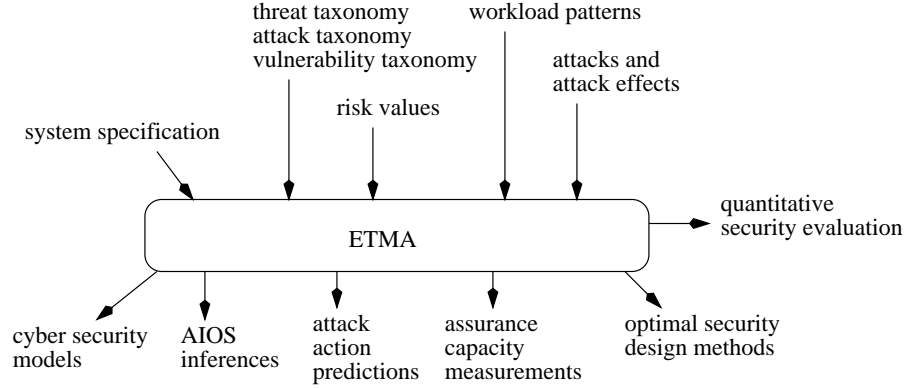 threat taxonomy
attack taxonomy
vulnerability taxonomy
workload patterns
attacks and
attack effects
risk values
system specification
ETMA
quantitative
security evaluation
cyber security
models
AIOS
inferences
attack
action
predictions
assurance
capacity
measurements
optimal security
design methods